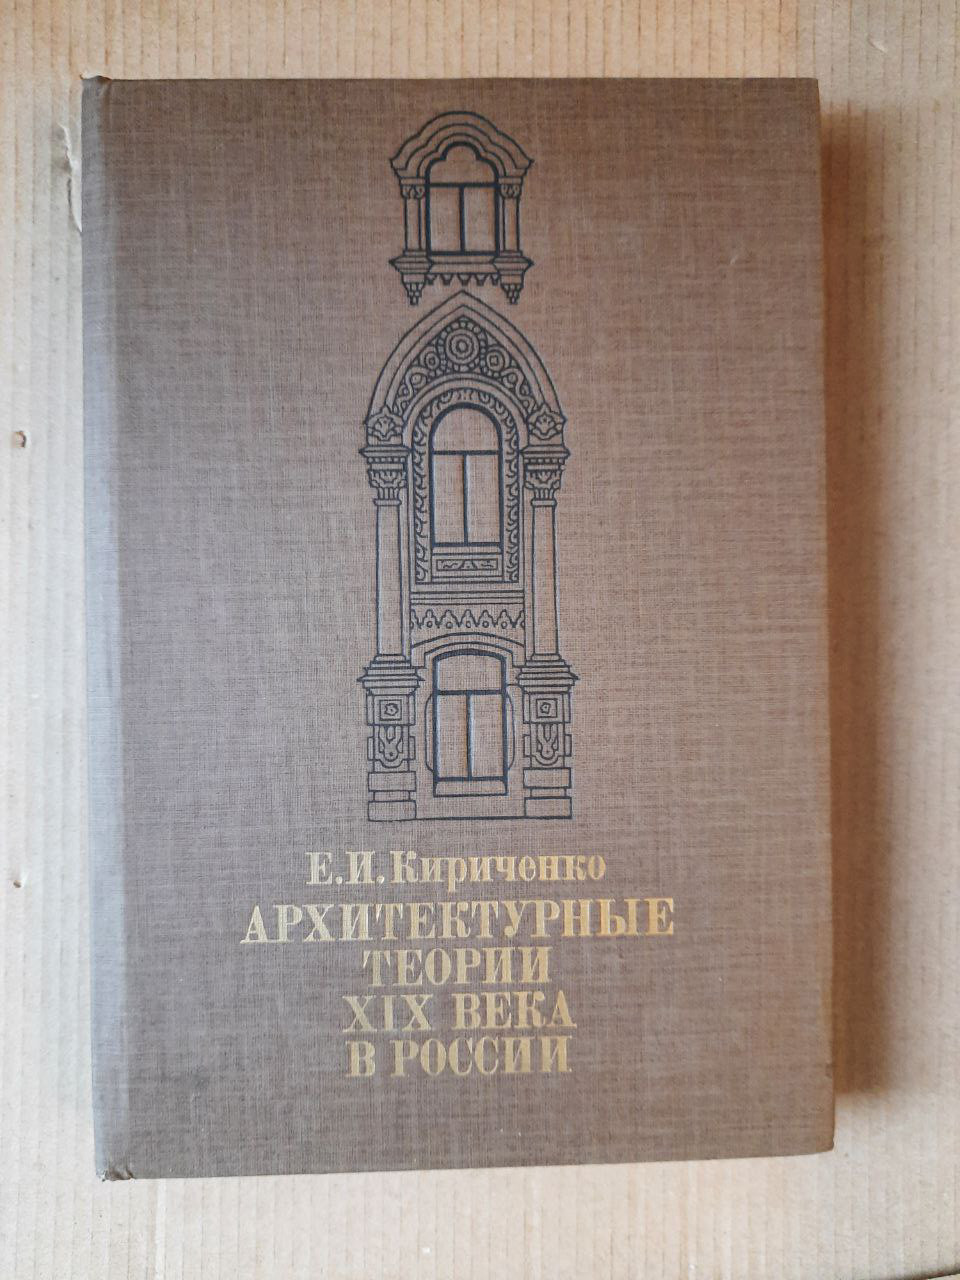 Е.И.Кириченко
АРХИТЕКТУРНЫЕ
ТЕОРИИ
XIX ВЕКА
В РОССИИ